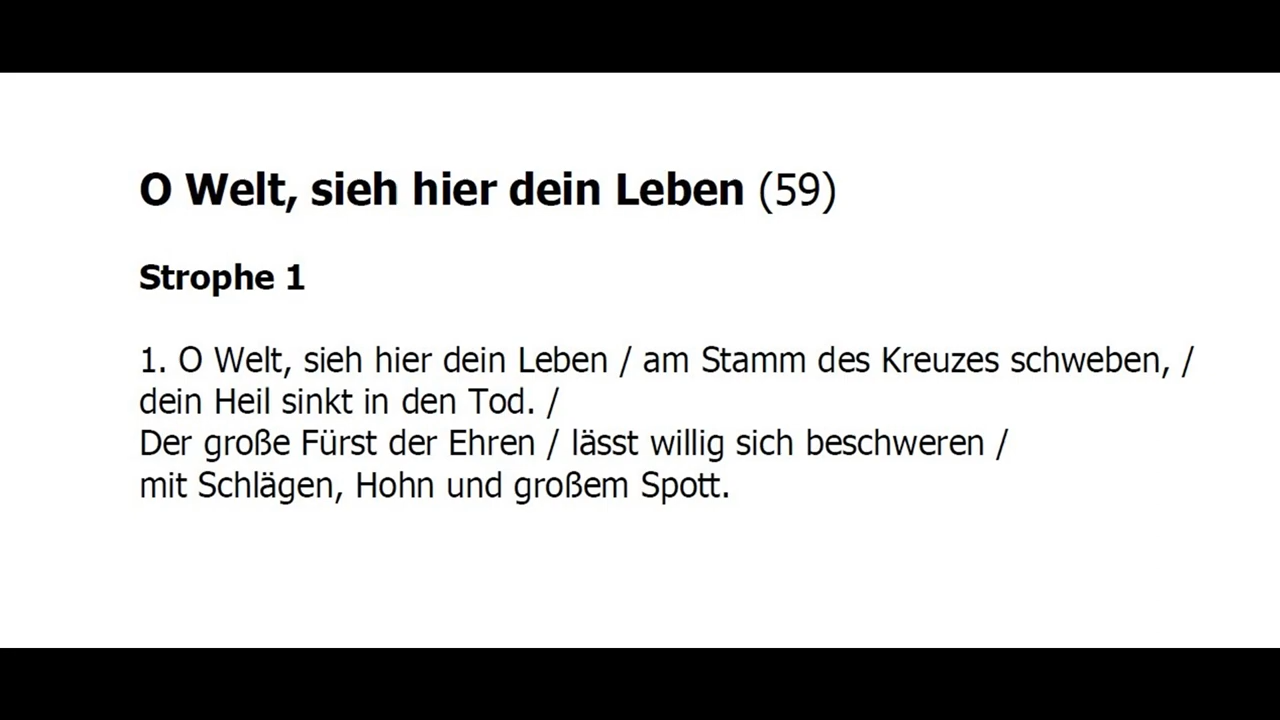 O Welt, sieh hier dein Leben (59)
Strophe 1
1. O Welt, sieh hier dein Leben / am Stamm des Kreuzes schweben, /
dein Heil sinkt in den Tod. /
Der große Fürst der Ehren / lässt willig sich beschweren /
mit Schlägen, Hohn und großem Spott.